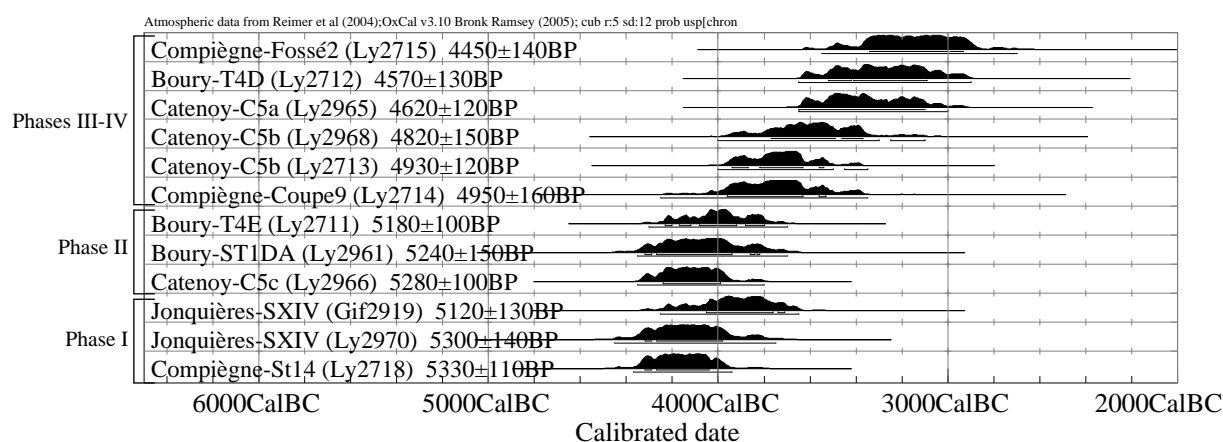 Atmospheric data from Reimer et al (2004);OxCal v3.10 Bronk Ramsey (2005); cub r:5 sd:12 prob usp[chron
Phases III-IV
Compiègne-Fossé2 (Ly2715) 4450±140BP
Boury-T4D (Ly2712) 4570±130BP
Catenoy-C5a (Ly2965) 4620±120BP
Catenoy-C5b (Ly2968) 4820±150BP
Catenoy-C5b (Ly2713) 4930±120BP
Compiègne-Coupe9 (Ly2714) 4950±160BP
Phase II
Boury-T4E (Ly2711) 5180±100BP
Boury-ST1DA (Ly2961) 5240±150BP
Catenoy-C5c (Ly2966) 5280±100BP
Phase I
Jonquières-SXIV (Gif2919) 5120±130BP
Jonquières-SXIV (Ly2970) 5300±140BP
Compiègne-St14 (Ly2718) 5330±110BP
6000CalBC 5000CalBC 4000CalBC 3000CalBC 2000CalBC
Calibrated date